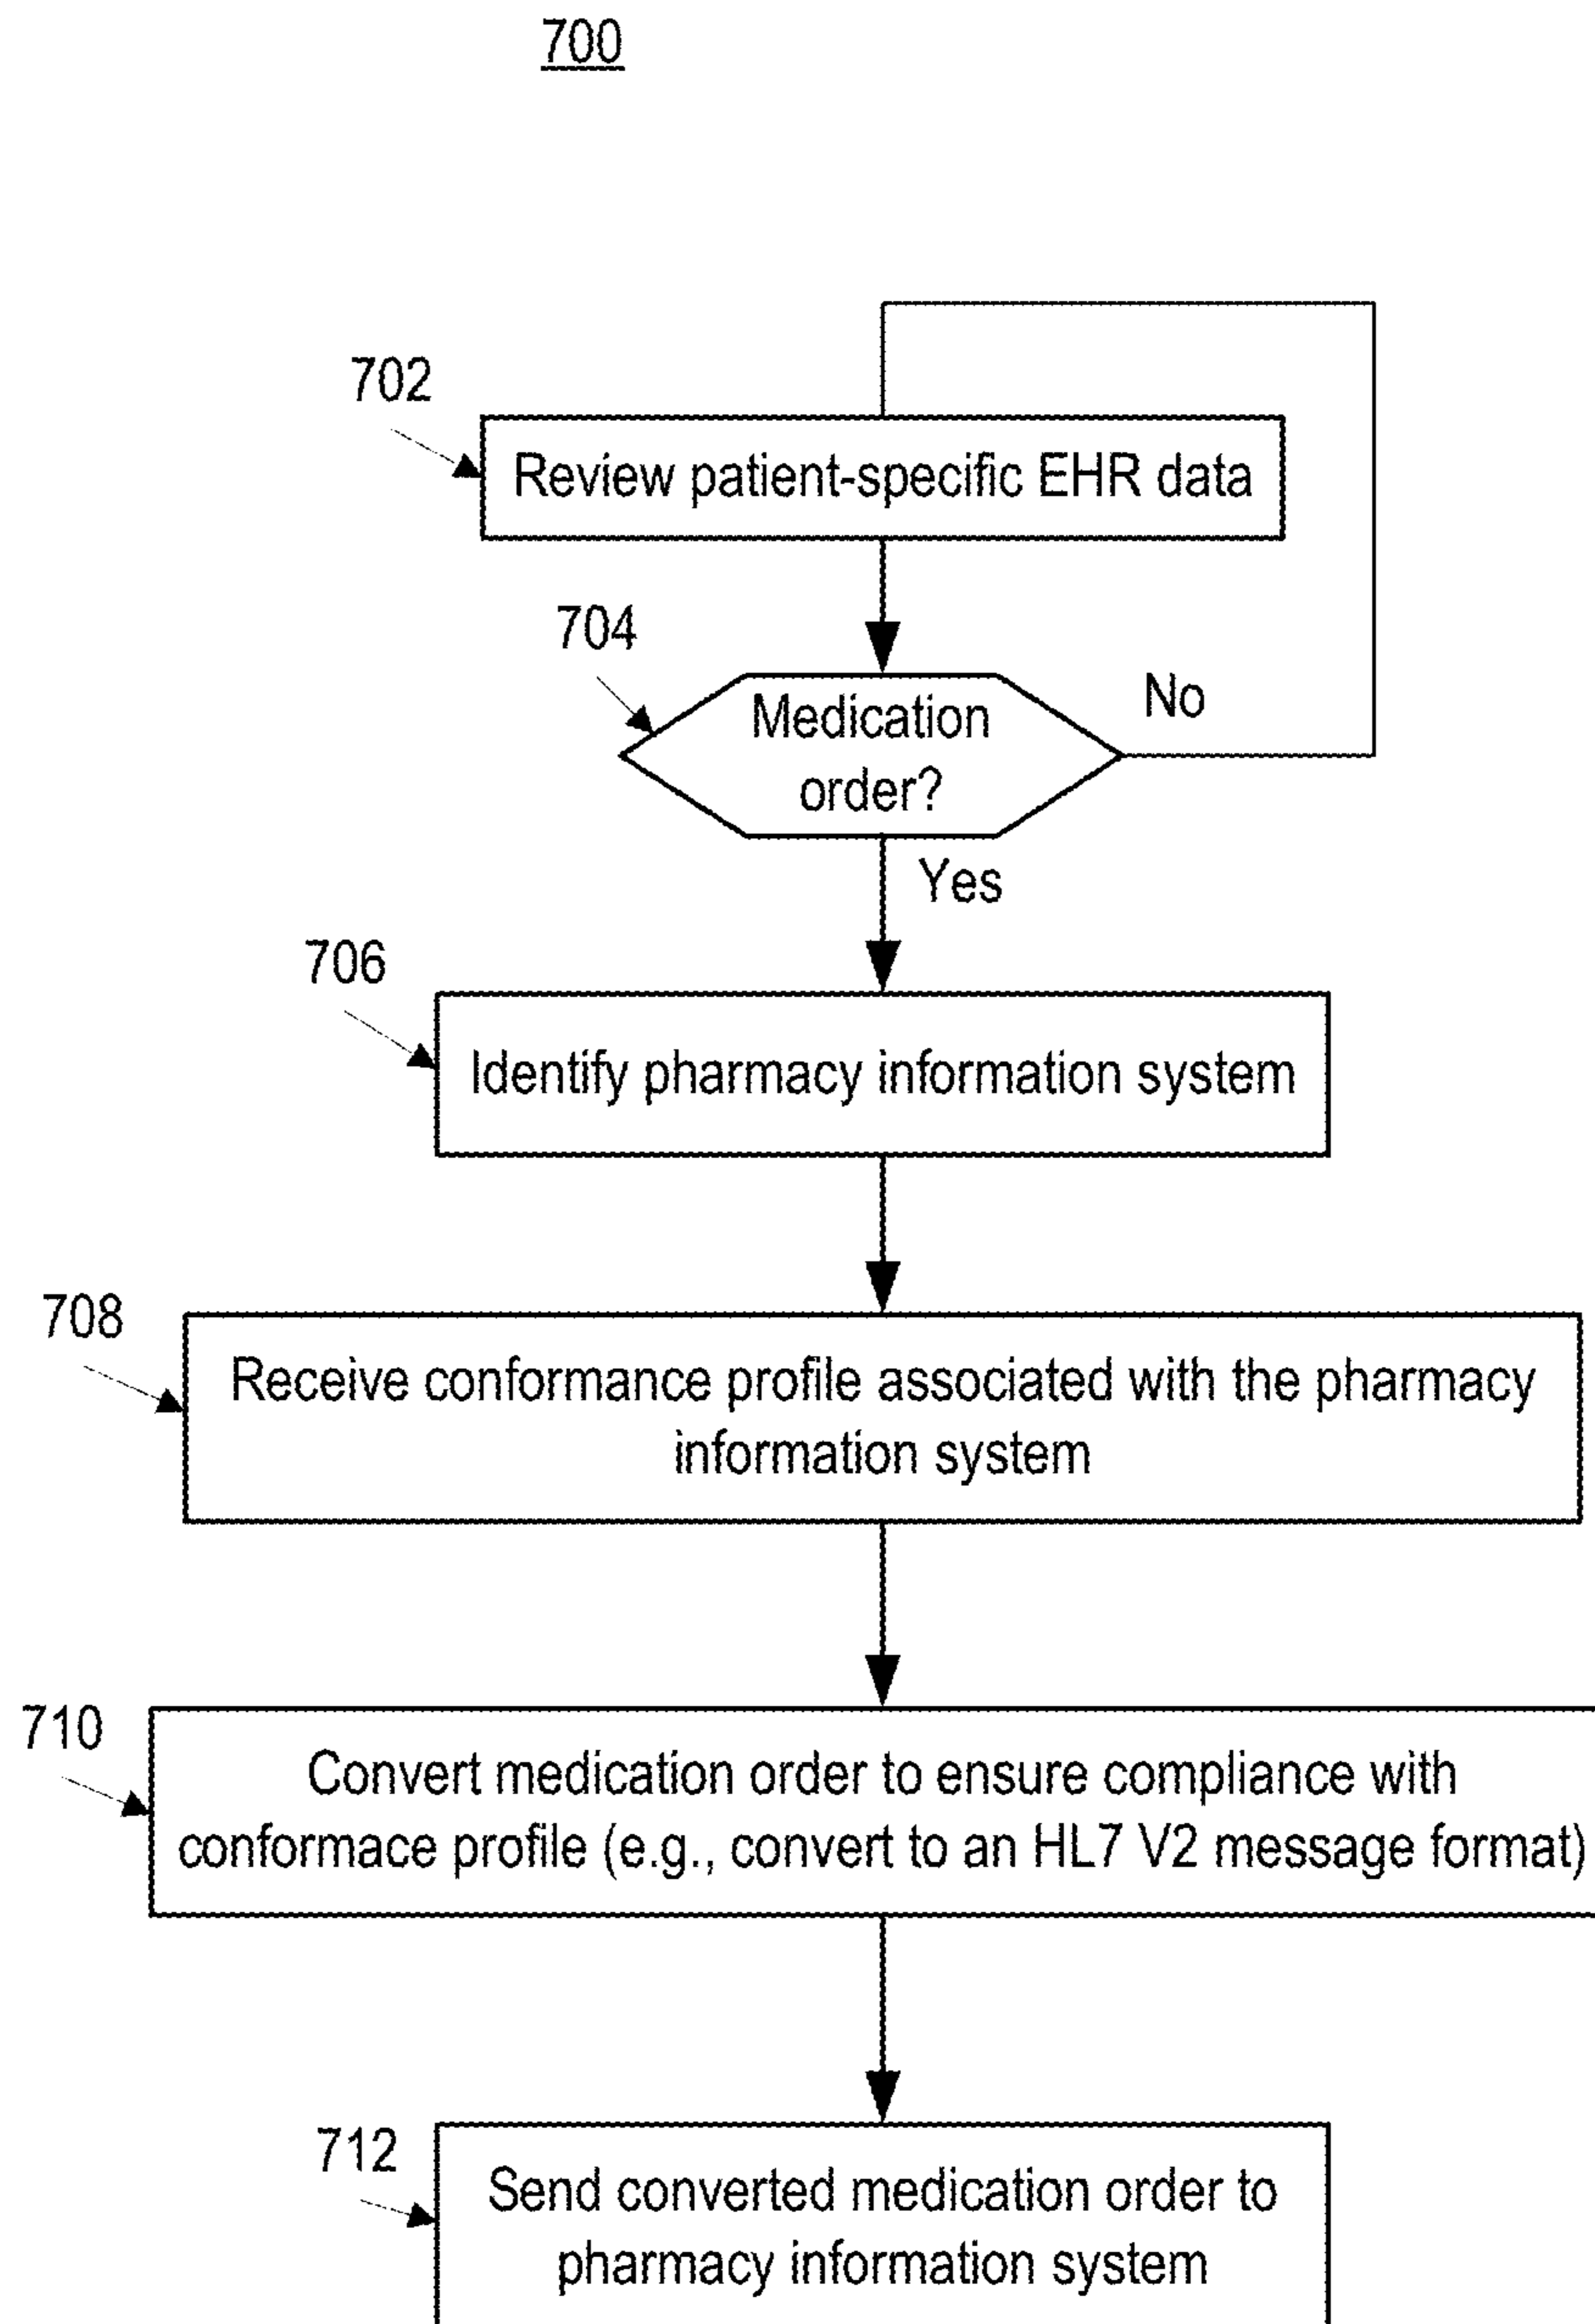 700
702
Review patient-specific EHR data
704
Medication
order?
No
Yes
706
Identify pharmacy information system
708
Receive conformance profile associated with the pharmacy
information system
710
Convert medication order to ensure compliance with
conformace profile (e.g., convert to an HL7 V2 message format)
712
Send converted medication order to
pharmacy information system